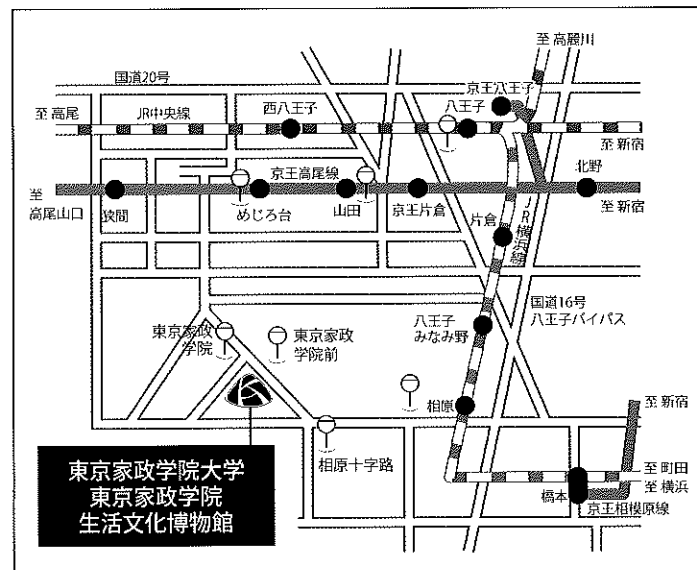 至 高麗川
国道20号
京王八王子
至 高尾
JR中央線
西八王子
八王子
至 新宿
北野
京王高尾線
至
高尾山口
狭間
めじろ台
山田
京王片倉
至 新宿
片倉
JR横浜線
国道16号
八王子バイパス
八王子
みなみ野
東京家政
学院
東京家政
学院前
相原
至 新宿
相原十字路
東京家政学院大学
東京家政学院
生活文化博物館
至 町田
至 横浜
橋本
京王相模原線